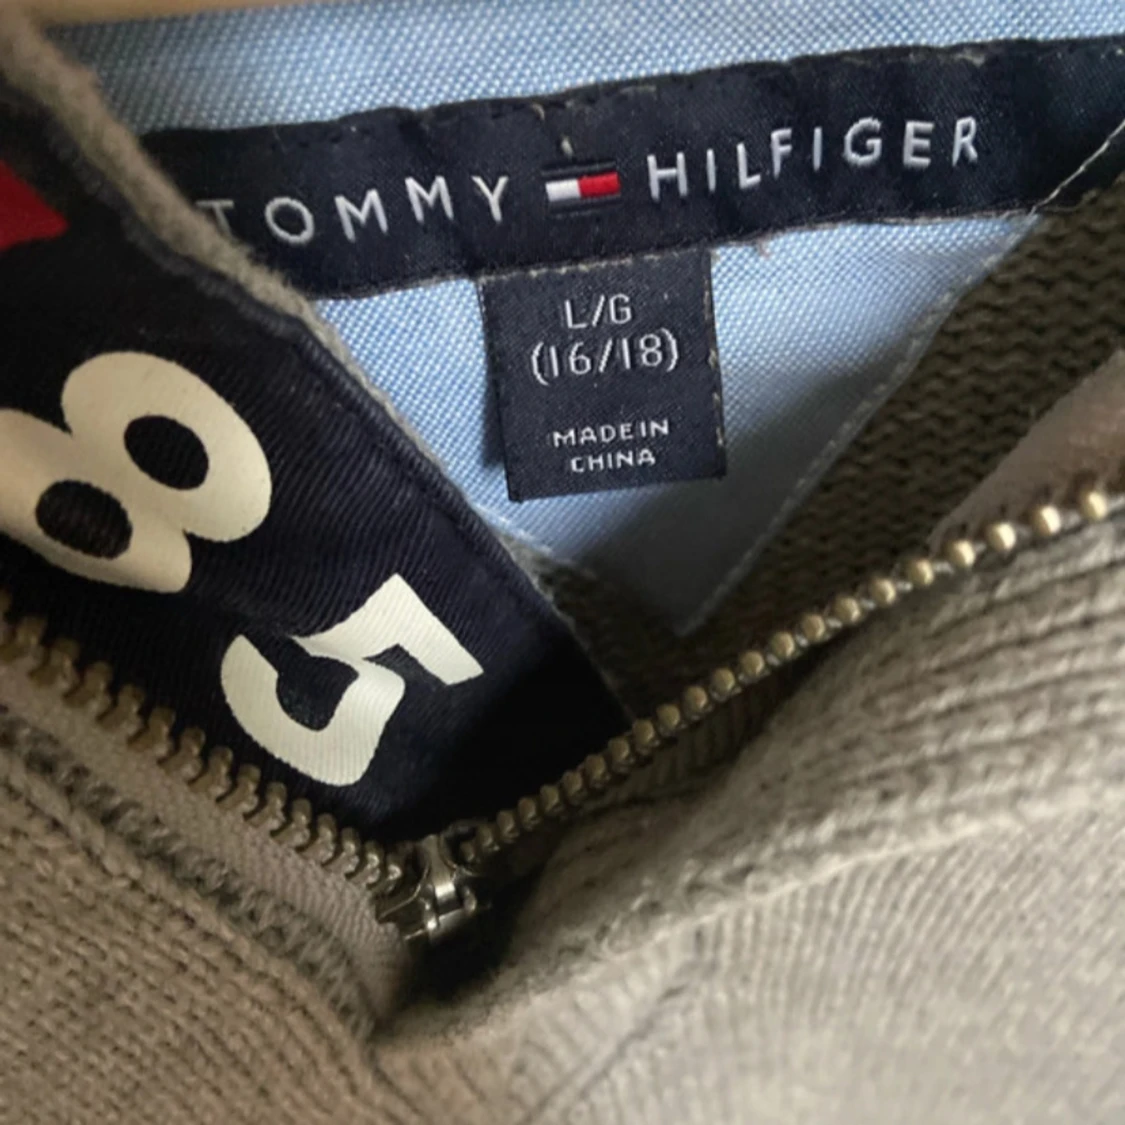 TOMMY HILFIGER
L/G
(16/18)
MADE IN
CHINA
85